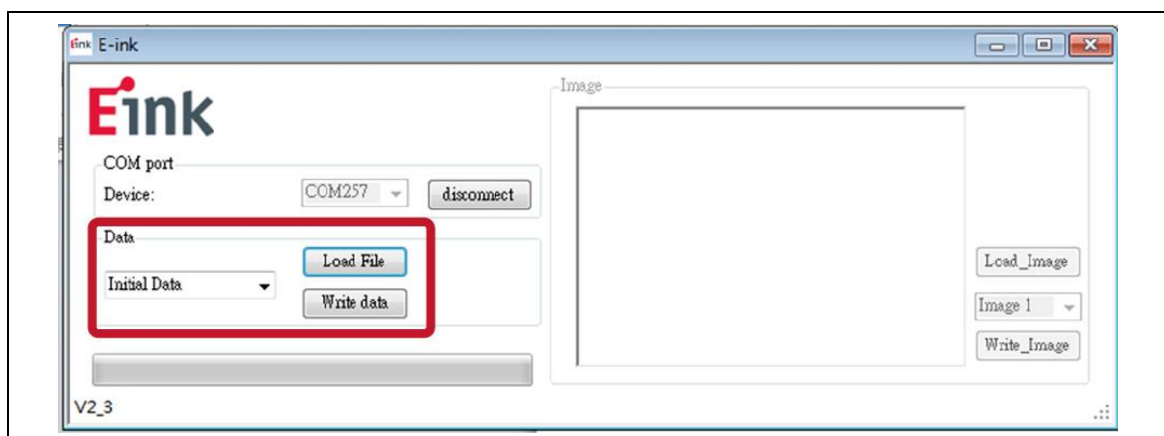 Eink E-ink
Eink
COM port
Device: COM257 disconnect
Data
Load File
Initial Data
Write data
V2_3
Image
Load_Image
Image 1
Write_Image